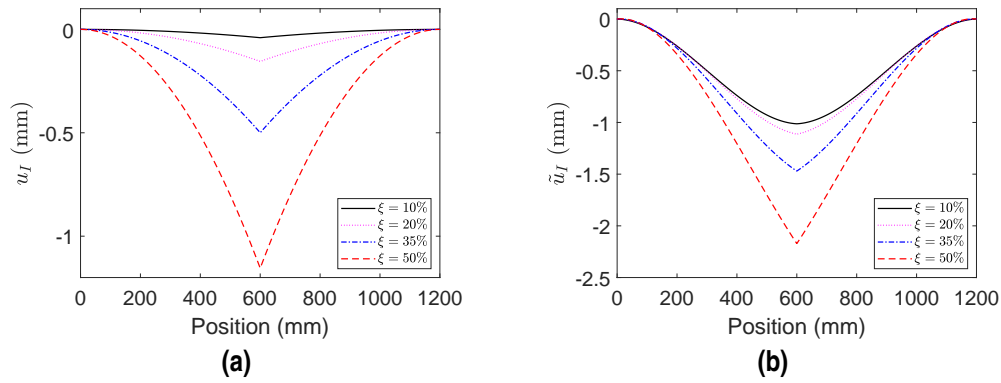 0
-0.5
-1
u_I (mm)
ξ = 10%
ξ = 20%
ξ = 35%
ξ = 50%
0 200 400 600 800 1000 1200
Position (mm)
(a)
0
-0.5
-1
-1.5
-2
-2.5
ũ_I (mm)
ξ = 10%
ξ = 20%
ξ = 35%
ξ = 50%
0 200 400 600 800 1000 1200
Position (mm)
(b)